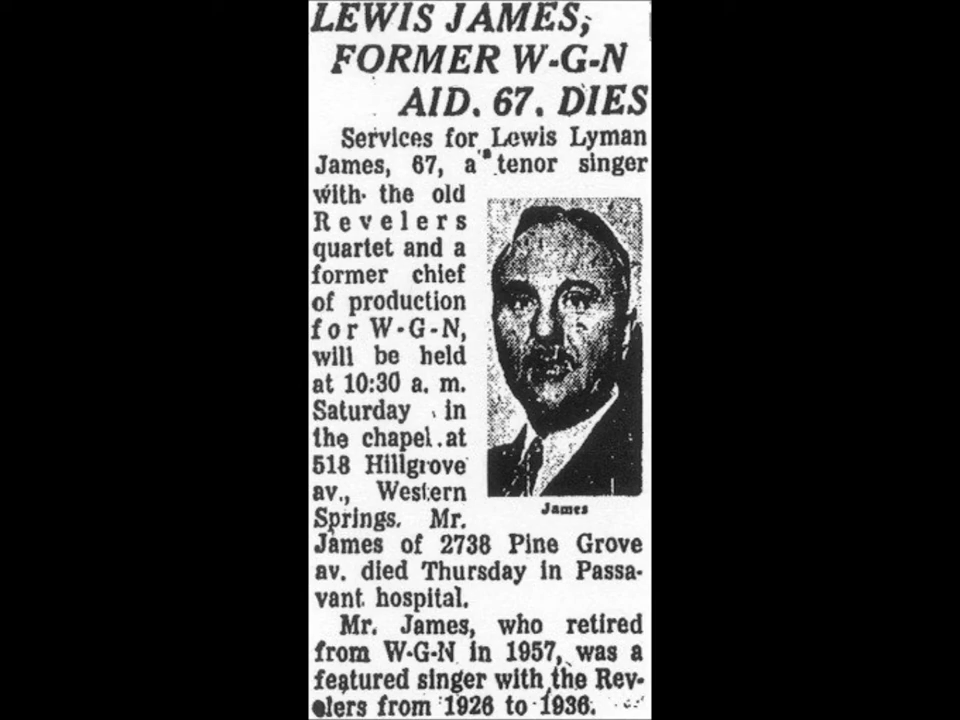 LEWIS JAMES,
FORMER W-G-N
AID, 67, DIES
Services for Lewis Lyman
James, 67, a tenor singer
with the old
Revelers
quartet and a
former chief
of production
for W-G-N,
will be held
at 10:30 a. m.
Saturday in
the chapel at
518 Hillgrove
av., Western
Springs. Mr.
James of 2738 Pine Grove
av. died Thursday in Passa-
vant hospital.
James
Mr. James, who retired
from W-G-N in 1957, was a
featured singer with the Rev-
elers from 1926 to 1936.